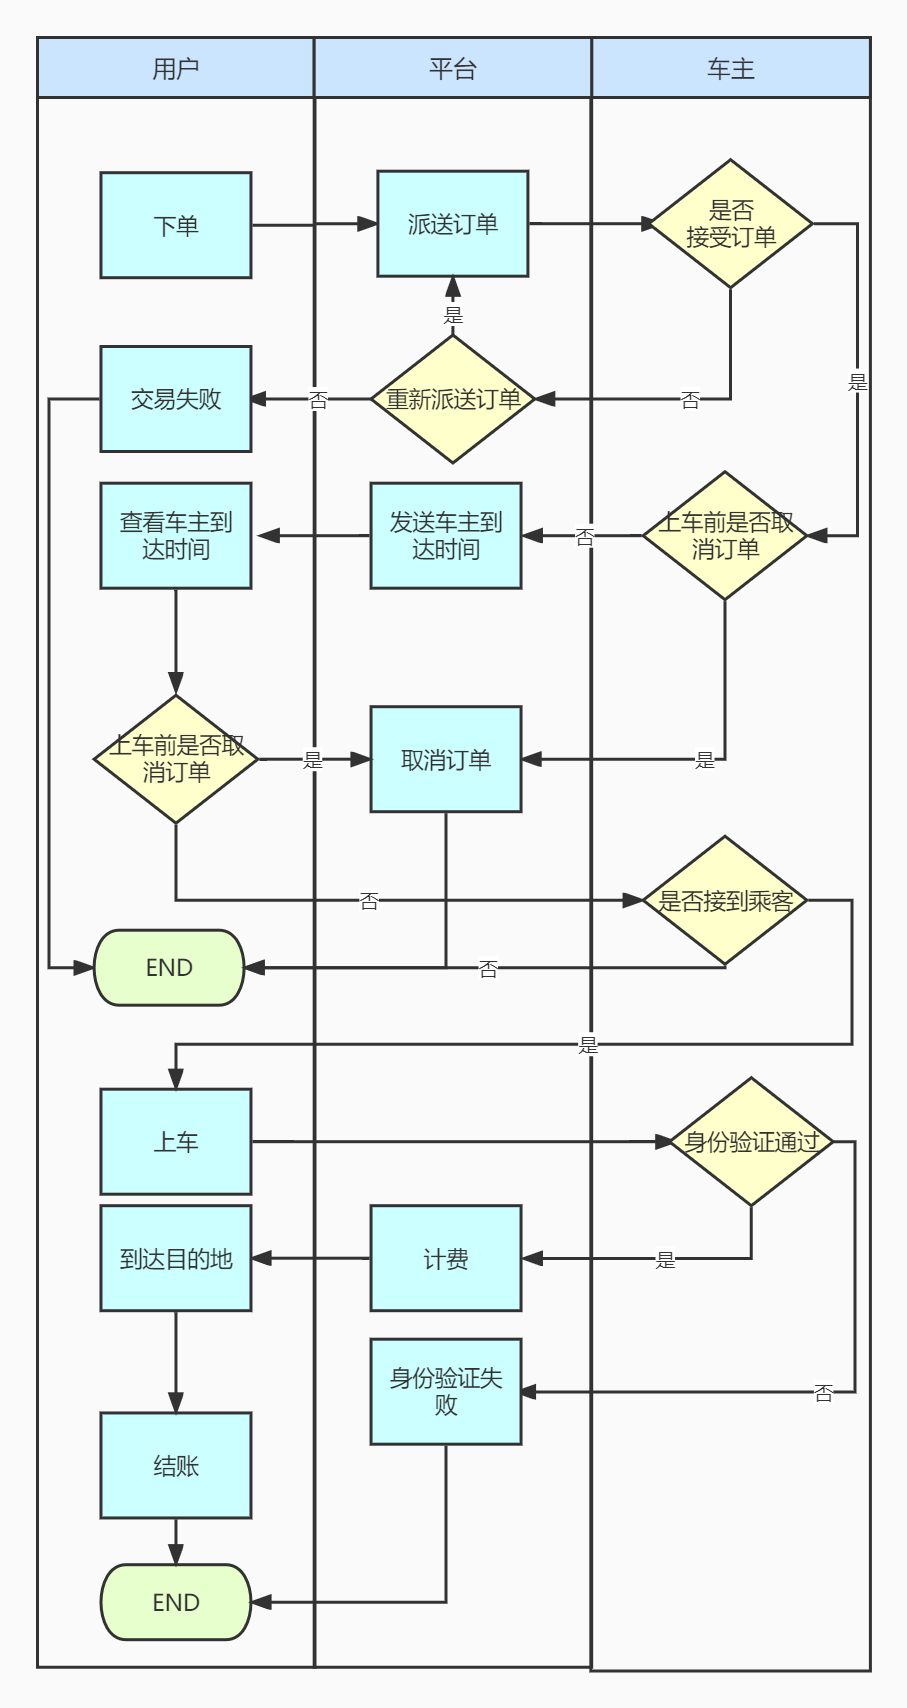 用户
平台
车主
下单
派送订单
是否
接受订单
是
是
交易失败
否
重新派送订单
否
查看车主到
达时间
发送车主到
达时间
否
上车前是否取
消订单
上车前是否取
消订单
是
取消订单
是
否
是否接到乘客
END
否
是
上车
身份验证通过
到达目的地
计费
是
身份验证失
败
否
结账
END